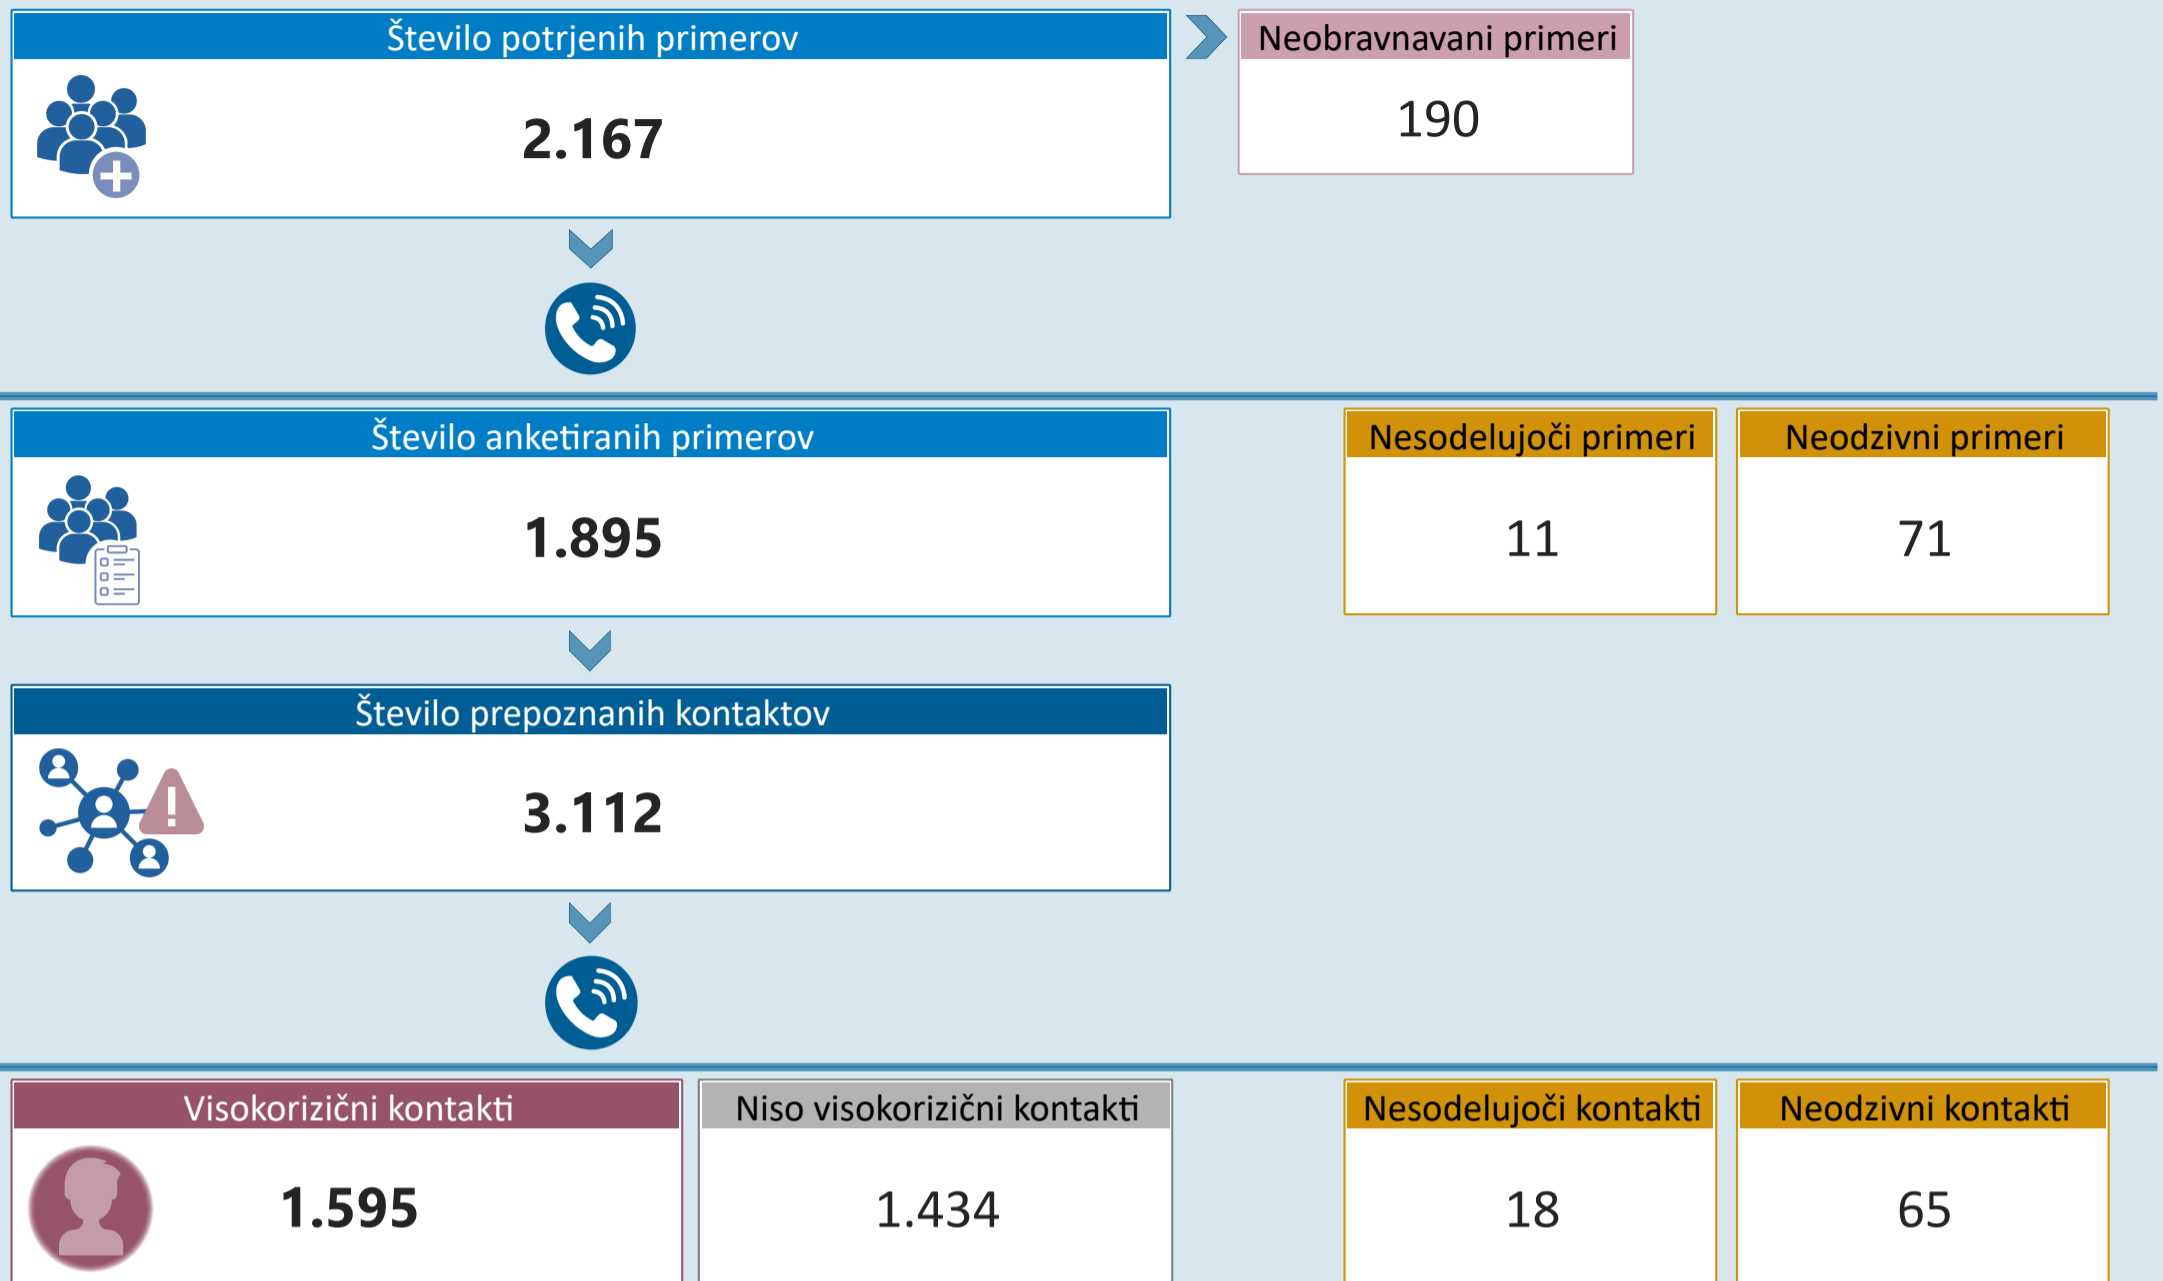 Število potrjenih primerov
2.167
Neobravnavani primeri
190
Število anketiranih primerov
1.895
Nesodelujoči primeri
11
Neodzivni primeri
71
Število prepoznanih kontaktov
3.112
Visokorizični kontakti
1.595
Niso visokorizični kontakti
1.434
Nesodelujoči kontakti
18
Neodzivni kontakti
65